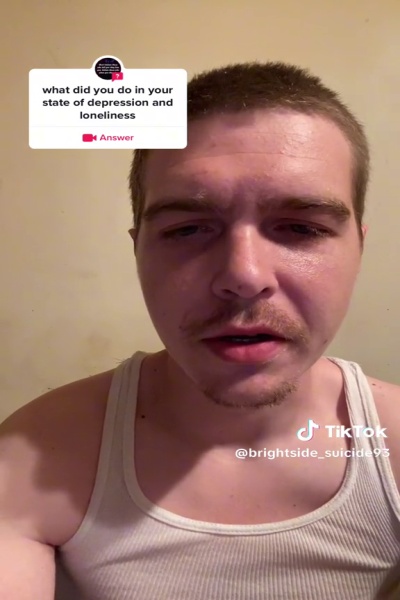 what did you do in your
state of depression and
loneliness
Answer
TikTok
@brightside_suicide93